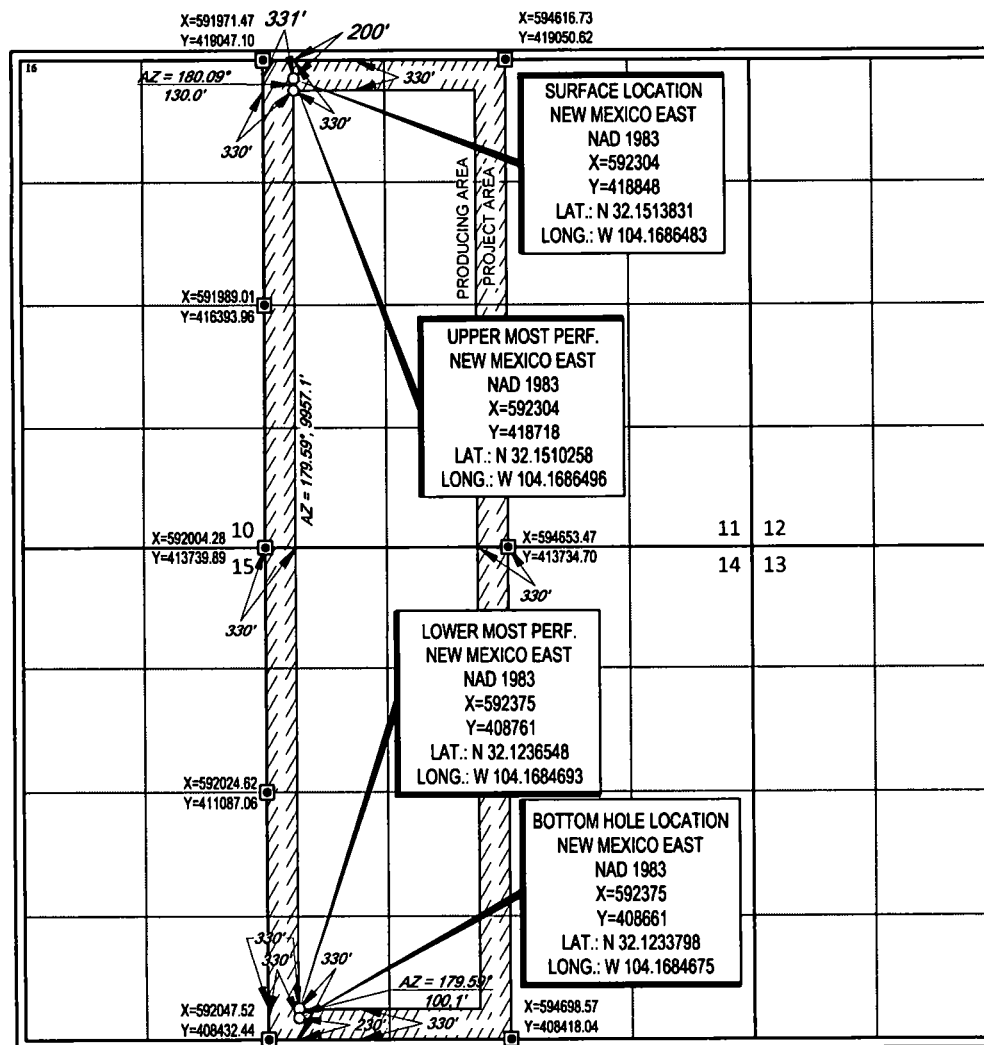 X=591971.47
Y=419047.10
331'
200'
X=594616.73
Y=419050.62
16
AZ = 180.09°
130.0'
330'
330'
330'
SURFACE LOCATION
NEW MEXICO EAST
NAD 1983
X=592304
Y=418848
LAT.: N 32.1513831
LONG.: W 104.1686483
PRODUCING AREA
PROJECT AREA
X=591989.01
Y=416393.96
UPPER MOST PERF.
NEW MEXICO EAST
NAD 1983
X=592304
Y=418718
LAT.: N 32.1510258
LONG.: W 104.1686496
AZ = 179.59°, 9957.1'
X=592004.28
Y=413739.89
10
15
X=594653.47
Y=413734.70
11 12
14 13
330'
330'
LOWER MOST PERF.
NEW MEXICO EAST
NAD 1983
X=592375
Y=408761
LAT.: N 32.1236548
LONG.: W 104.1684693
X=592024.62
Y=411087.06
BOTTOM HOLE LOCATION
NEW MEXICO EAST
NAD 1983
X=592375
Y=408661
LAT.: N 32.1233798
LONG.: W 104.1684675
330'
330'
330'
AZ = 179.59°
100.1'
X=592047.52
Y=408432.44
230'
330'
X=594698.57
Y=408418.04